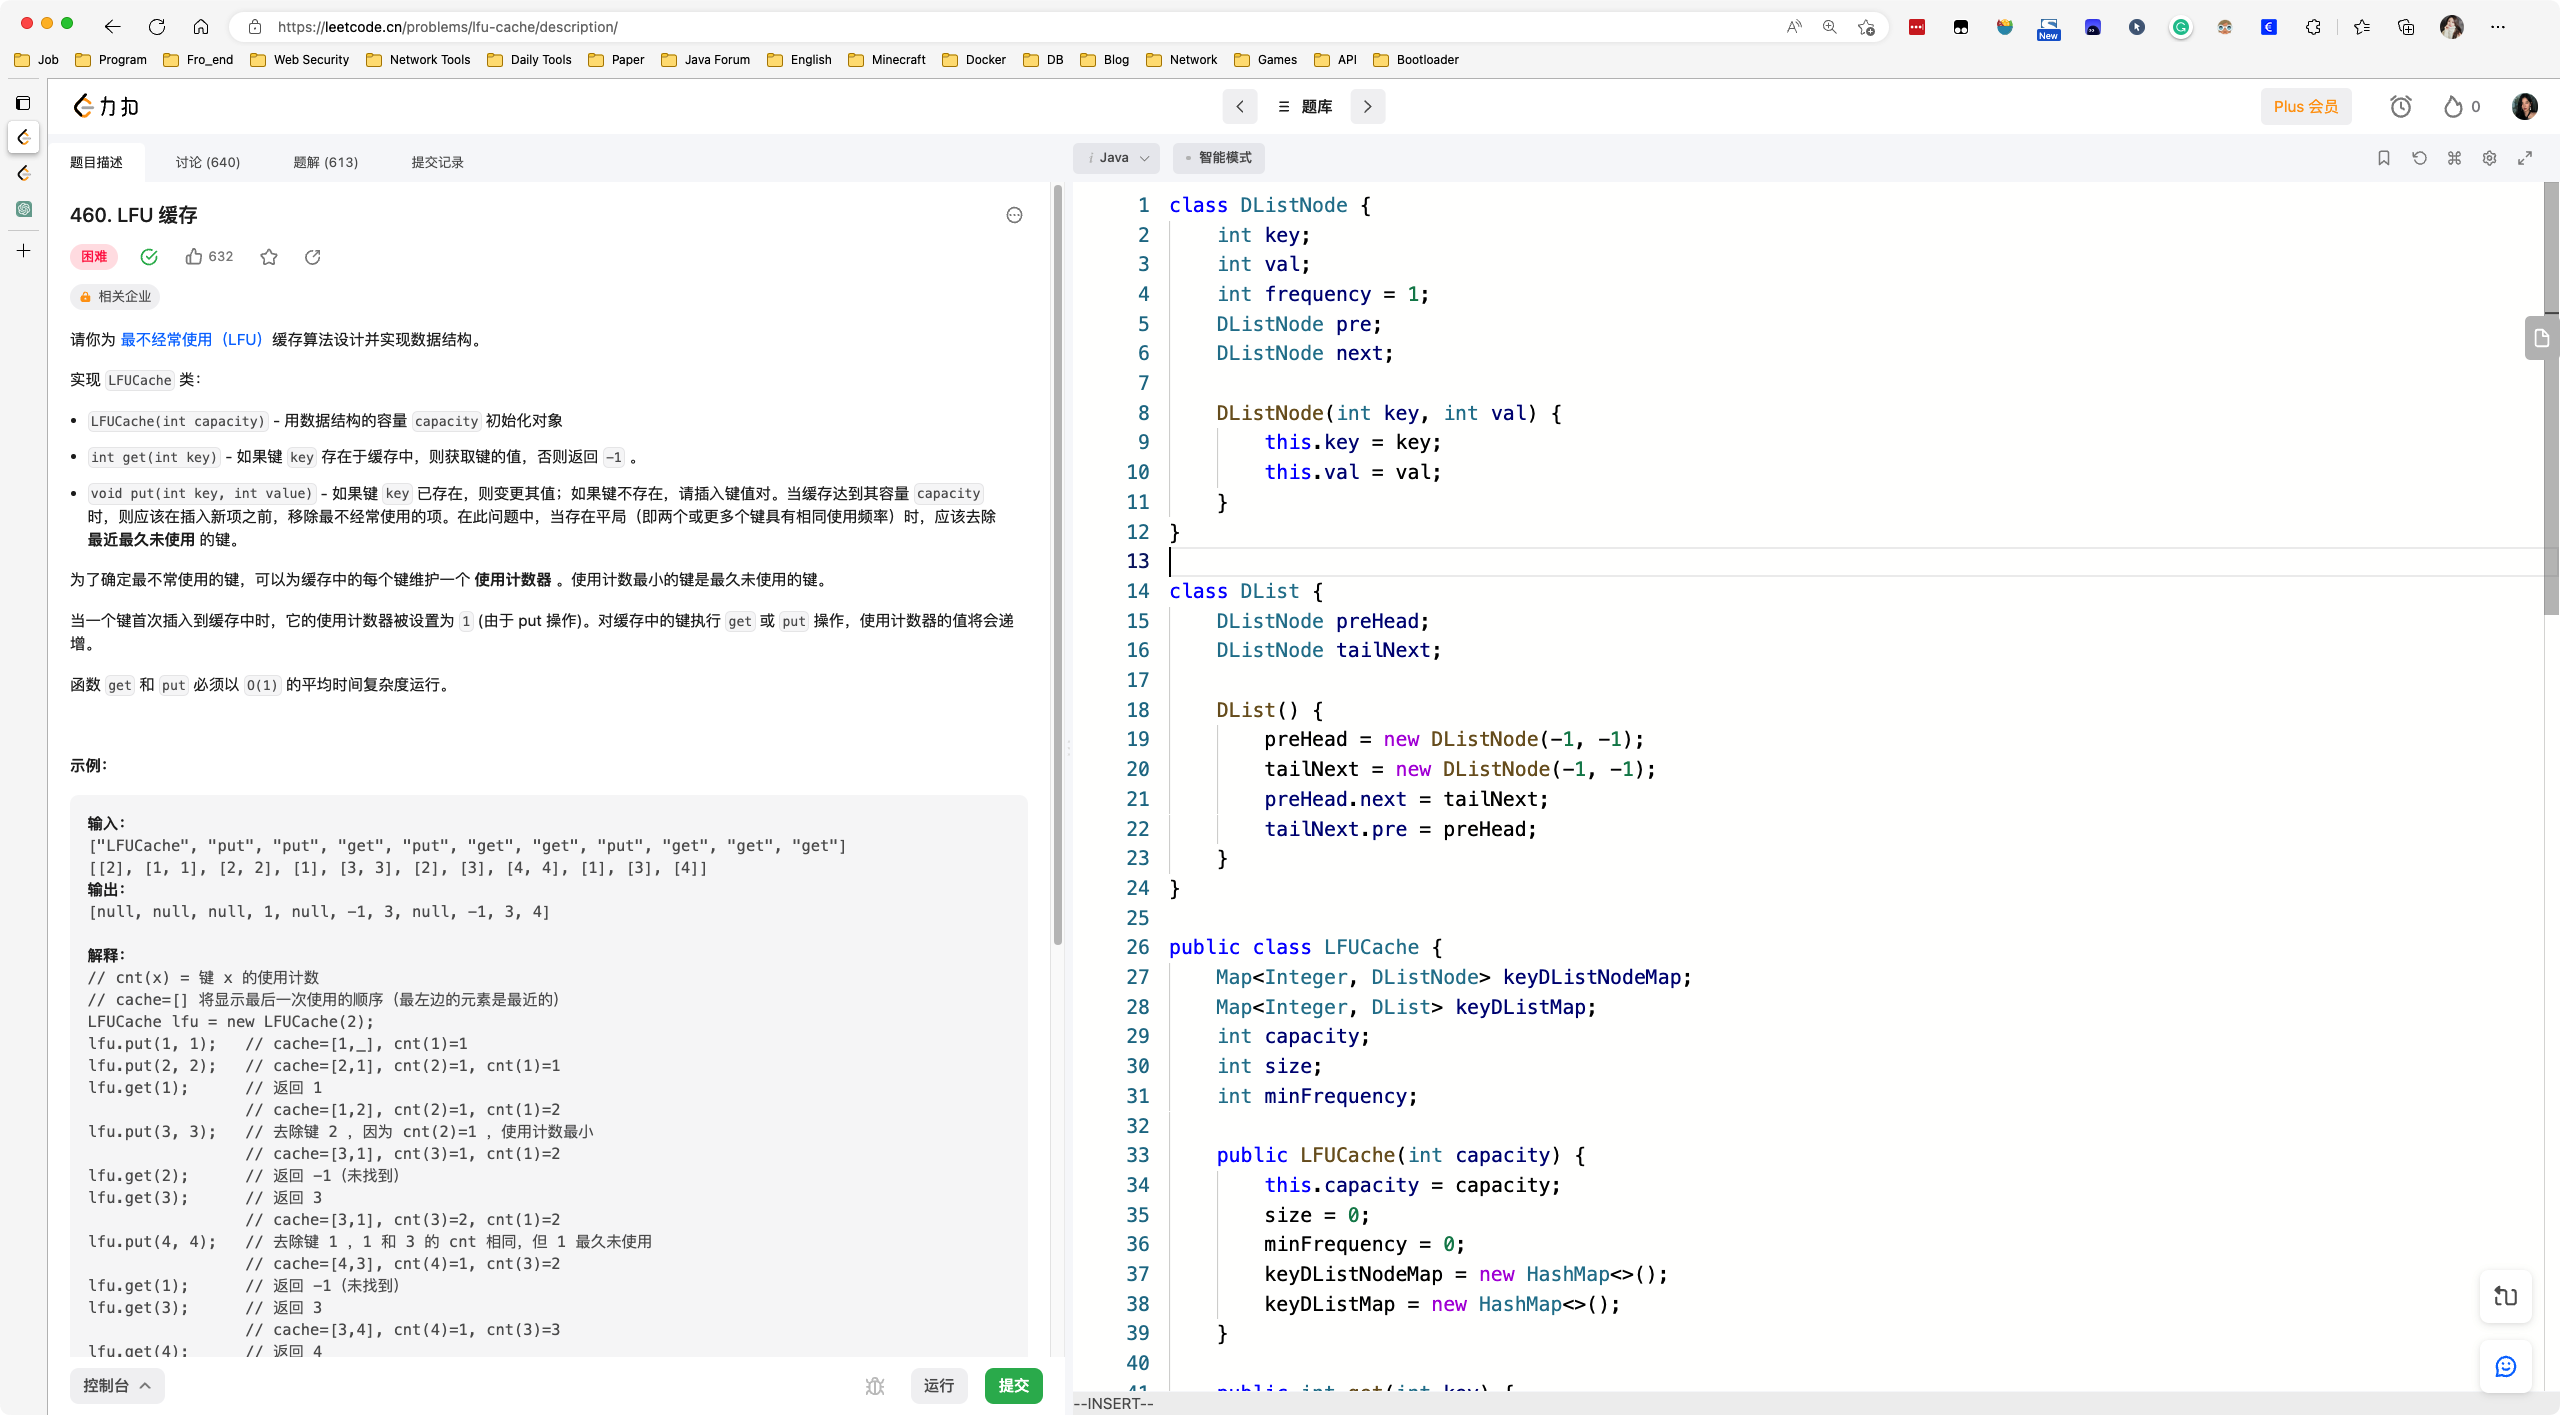 https://leetcode.cn/problems/lfu-cache/description/
New
Job Program Fro_end Web Security Network Tools Daily Tools Paper Java Forum English Minecraft Docker DB Blog Network Games API Bootloader
力扣
题库
Plus 会员
0
题目描述 讨论 (640) 题解 (613) 提交记录
460. LFU 缓存
困难 632
相关企业
请你为 最不经常使用（LFU）缓存算法设计并实现数据结构。
实现 LFUCache 类：
• LFUCache(int capacity) - 用数据结构的容量 capacity 初始化对象
• int get(int key) - 如果键 key 存在于缓存中，则获取键的值，否则返回 -1 。
• void put(int key, int value) - 如果键 key 已存在，则变更其值；如果键不存在，请插入键值对。当缓存达到其容量 capacity
时，则应该在插入新项之前，移除最不经常使用的项。在此问题中，当存在平局（即两个或更多个键具有相同使用频率）时，应该去除
最近最久未使用 的键。
为了确定最不常使用的键，可以为缓存中的每个键维护一个 使用计数器 。使用计数最小的键是最久未使用的键。
当一个键首次插入到缓存中时，它的使用计数器被设置为 1 (由于 put 操作)。对缓存中的键执行 get 或 put 操作，使用计数器的值将会递
增。
函数 get 和 put 必须以 O(1) 的平均时间复杂度运行。
示例：
输入：
["LFUCache", "put", "put", "get", "put", "get", "get", "put", "get", "get", "get"]
[[2], [1, 1], [2, 2], [1], [3, 3], [2], [3], [4, 4], [1], [3], [4]]
输出：
[null, null, null, 1, null, -1, 3, null, -1, 3, 4]
解释：
// cnt(x) = 键 x 的使用计数
// cache=[] 将显示最后一次使用的顺序（最左边的元素是最近的）
LFUCache lfu = new LFUCache(2);
lfu.put(1, 1);   // cache=[1,_], cnt(1)=1
lfu.put(2, 2);   // cache=[2,1], cnt(2)=1, cnt(1)=1
lfu.get(1);      // 返回 1
                 // cache=[1,2], cnt(2)=1, cnt(1)=2
lfu.put(3, 3);   // 去除键 2 ，因为 cnt(2)=1 ，使用计数最小
                 // cache=[3,1], cnt(3)=1, cnt(1)=2
lfu.get(2);      // 返回 -1（未找到）
lfu.get(3);      // 返回 3
                 // cache=[3,1], cnt(3)=2, cnt(1)=2
lfu.put(4, 4);   // 去除键 1 ，1 和 3 的 cnt 相同，但 1 最久未使用
                 // cache=[4,3], cnt(4)=1, cnt(3)=2
lfu.get(1);      // 返回 -1（未找到）
lfu.get(3);      // 返回 3
                 // cache=[3,4], cnt(4)=1, cnt(3)=3
lfu.get(4);      // 返回 4
控制台 运行 提交
i Java 智能模式
1 class DListNode {
2     int key;
3     int val;
4     int frequency = 1;
5     DListNode pre;
6     DListNode next;
7
8     DListNode(int key, int val) {
9         this.key = key;
10         this.val = val;
11     }
12 }
13
14 class DList {
15     DListNode preHead;
16     DListNode tailNext;
17
18     DList() {
19         preHead = new DListNode(-1, -1);
20         tailNext = new DListNode(-1, -1);
21         preHead.next = tailNext;
22         tailNext.pre = preHead;
23     }
24 }
25
26 public class LFUCache {
27     Map<Integer, DListNode> keyDListNodeMap;
28     Map<Integer, DList> keyDListMap;
29     int capacity;
30     int size;
31     int minFrequency;
32
33     public LFUCache(int capacity) {
34         this.capacity = capacity;
35         size = 0;
36         minFrequency = 0;
37         keyDListNodeMap = new HashMap<>();
38         keyDListMap = new HashMap<>();
39     }
40
41     public int get(int key) {
--INSERT--